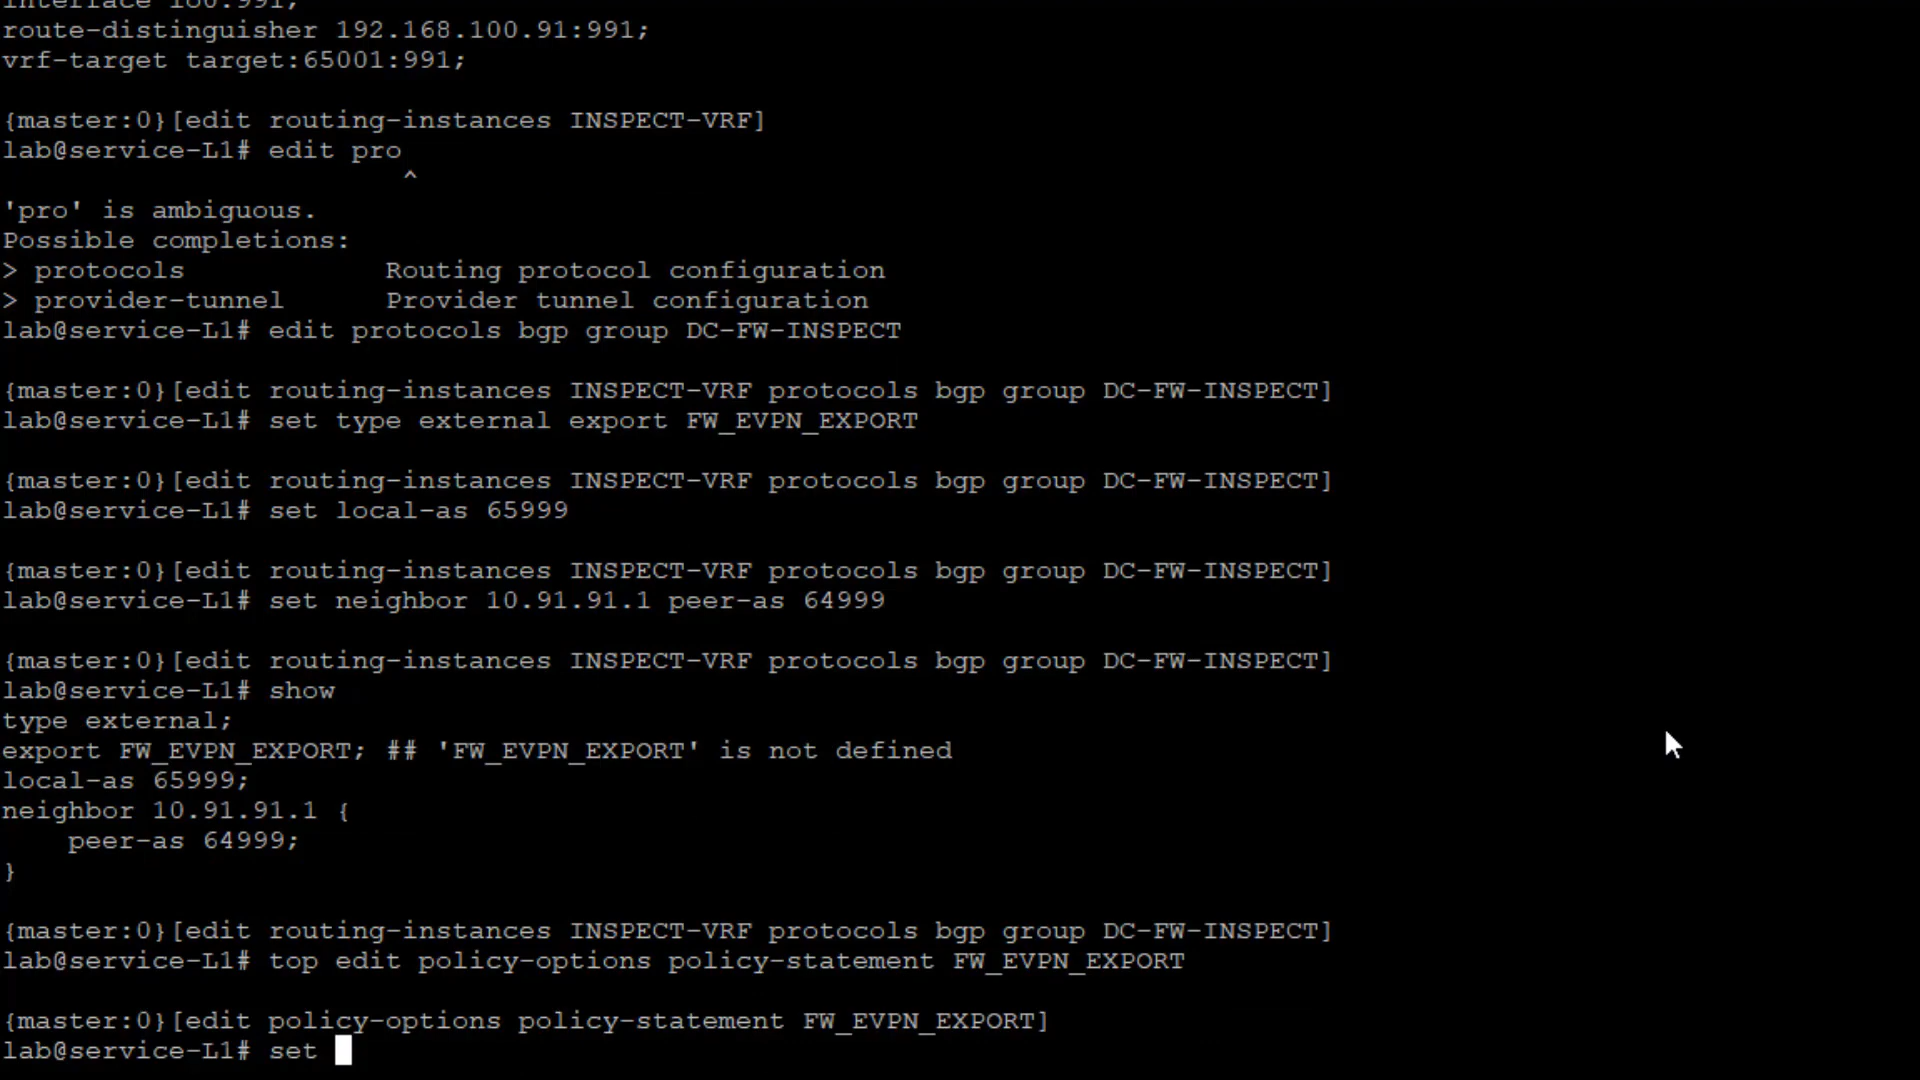 interface 160.991;
route-distinguisher 192.168.100.91:991;
vrf-target target:65001:991;
{master:0}[edit routing-instances INSPECT-VRF]
lab@service-L1# edit pro
^
'pro' is ambiguous.
Possible completions:
> protocols            Routing protocol configuration
> provider-tunnel      Provider tunnel configuration
lab@service-L1# edit protocols bgp group DC-FW-INSPECT
{master:0}[edit routing-instances INSPECT-VRF protocols bgp group DC-FW-INSPECT]
lab@service-L1# set type external export FW_EVPN_EXPORT
{master:0}[edit routing-instances INSPECT-VRF protocols bgp group DC-FW-INSPECT]
lab@service-L1# set local-as 65999
{master:0}[edit routing-instances INSPECT-VRF protocols bgp group DC-FW-INSPECT]
lab@service-L1# set neighbor 10.91.91.1 peer-as 64999
{master:0}[edit routing-instances INSPECT-VRF protocols bgp group DC-FW-INSPECT]
lab@service-L1# show
type external;
export FW_EVPN_EXPORT; ## 'FW_EVPN_EXPORT' is not defined
local-as 65999;
neighbor 10.91.91.1 {
    peer-as 64999;
}
{master:0}[edit routing-instances INSPECT-VRF protocols bgp group DC-FW-INSPECT]
lab@service-L1# top edit policy-options policy-statement FW_EVPN_EXPORT
{master:0}[edit policy-options policy-statement FW_EVPN_EXPORT]
lab@service-L1# set